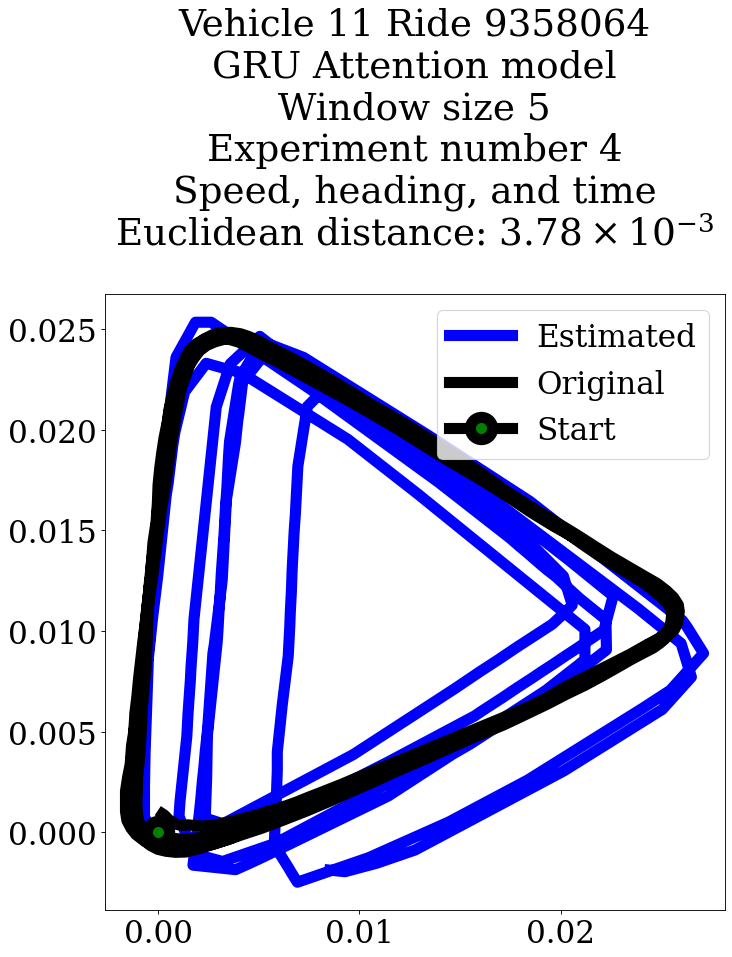 Vehicle 11 Ride 9358064
GRU Attention model
Window size 5
Experiment number 4
Speed, heading, and time
Euclidean distance: 3.78 × 10⁻³
Estimated
Original
Start
0.025
0.020
0.015
0.010
0.005
0.000
0.00 0.01 0.02